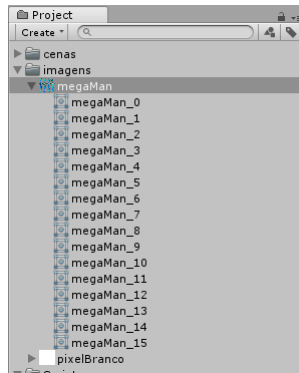 Project
Create
cenas
imagens
megaMan
megaMan_0
megaMan_1
megaMan_2
megaMan_3
megaMan_4
megaMan_5
megaMan_6
megaMan_7
megaMan_8
megaMan_9
megaMan_10
megaMan_11
megaMan_12
megaMan_13
megaMan_14
megaMan_15
pixelBranco